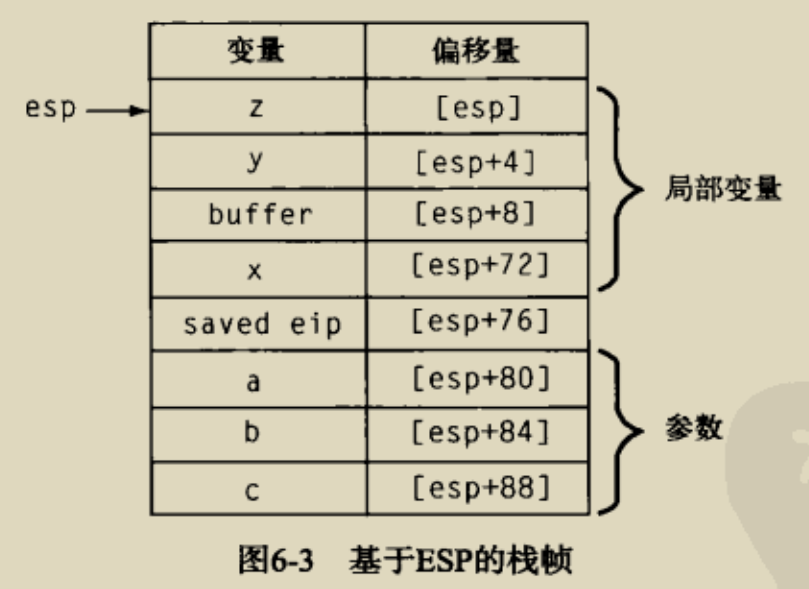 变量 偏移量
esp z [esp]
y [esp+4]
局部变量
buffer [esp+8]
x [esp+72]
saved eip [esp+76]
a [esp+80]
参数
b [esp+84]
c [esp+88]
图6-3 基于ESP的栈帧